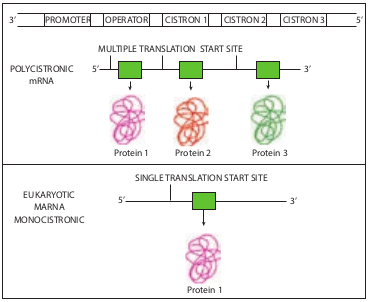 3′ PROMOTER OPERATOR CISTRON 1 CISTRON 2 CISTRON 3 5′
MULTIPLE TRANSLATION START SITE
POLYCISTRONIC
mRNA
5′ 3′
Protein 1 Protein 2 Protein 3
SINGLE TRANSLATION START SITE
EUKARYOTIC
MARNA
MONOCISTRONIC
5′ 3′
Protein 1